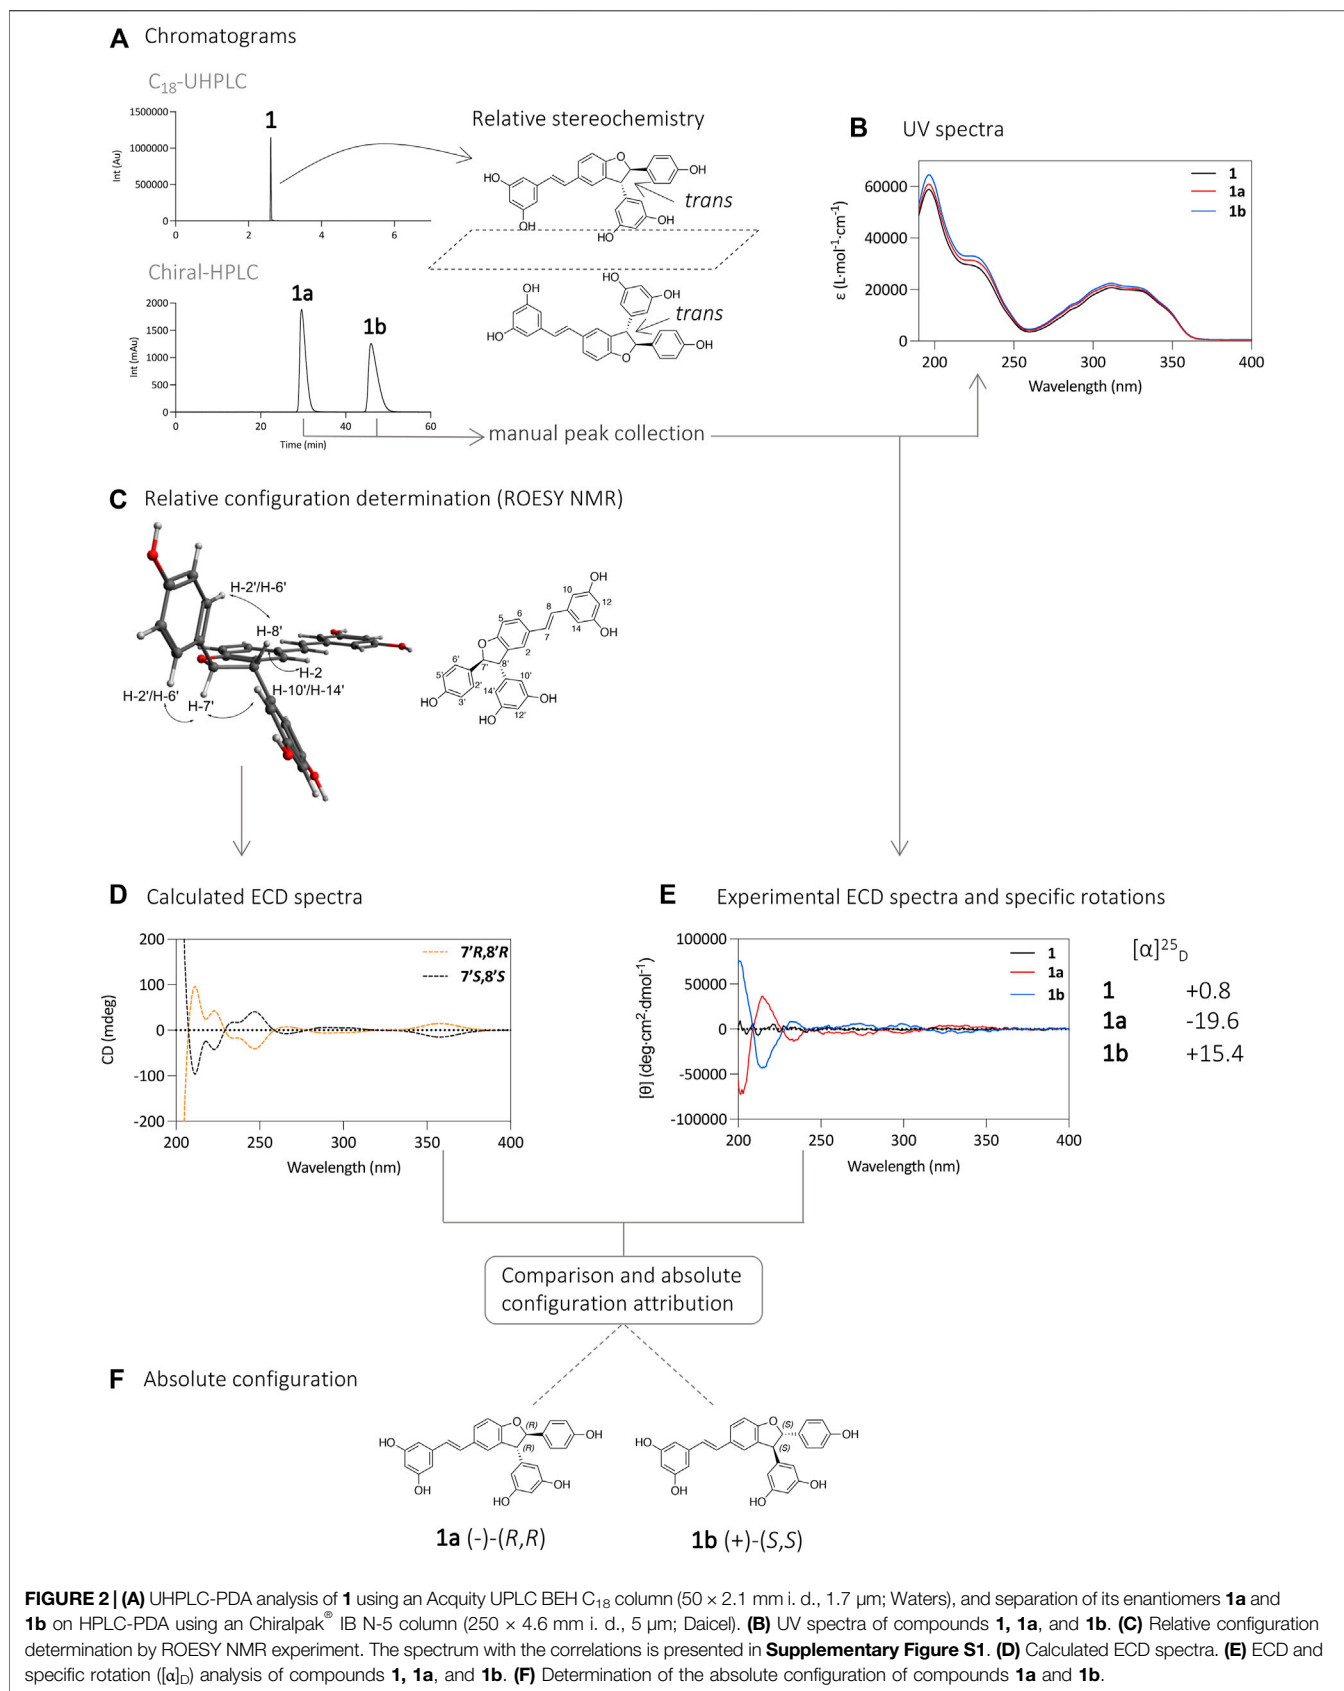 A Chromatograms
C18-UHPLC
1500000
1000000
500000
0
Int (Au)
0 2 4 6
1
Relative stereochemistry
HO
OH
O
OH
HO
OH
trans
Chiral-HPLC
2000
1500
1000
500
0
Int (mAu)
0 20 40 60
Time (min)
1a
1b
OH
HO
HO
OH
O
OH
trans
manual peak collection
B UV spectra
60000
40000
20000
0
ε (L·mol-1·cm-1)
200 250 300 350 400
Wavelength (nm)
1
1a
1b
C Relative configuration determination (ROESY NMR)
H-2'/H-6'
H-8'
H-2
H-10'/H-14'
H-2'/H-6'
H-7'
OH
10
12
8
14
OH
6
5
7
O
2
6'
7'
8'
5'
2'
10'
HO
3'
14'
OH
HO
12'
D Calculated ECD spectra
200
100
0
-100
-200
CD (mdeg)
200 250 300 350 400
Wavelength (nm)
7'R,8'R
7'S,8'S
E Experimental ECD spectra and specific rotations
100000
50000
0
-50000
-100000
[θ] (deg·cm2·dmol-1)
200 250 300 350 400
Wavelength (nm)
1
1a
1b
[α]25D
1 +0.8
1a -19.6
1b +15.4
Comparison and absolute
configuration attribution
F Absolute configuration
HO
OH
O
(R)
(R)
OH
HO
OH
1a (-)-(R,R)
HO
OH
O
(S)
(S)
OH
HO
OH
1b (+)-(S,S)
FIGURE 2 | (A) UHPLC-PDA analysis of 1 using an Acquity UPLC BEH C18 column (50 × 2.1 mm i. d., 1.7 μm; Waters), and separation of its enantiomers 1a and
1b on HPLC-PDA using an Chiralpak® IB N-5 column (250 × 4.6 mm i. d., 5 μm; Daicel). (B) UV spectra of compounds 1, 1a, and 1b. (C) Relative configuration
determination by ROESY NMR experiment. The spectrum with the correlations is presented in Supplementary Figure S1. (D) Calculated ECD spectra. (E) ECD and
specific rotation ([α]D) analysis of compounds 1, 1a, and 1b. (F) Determination of the absolute configuration of compounds 1a and 1b.